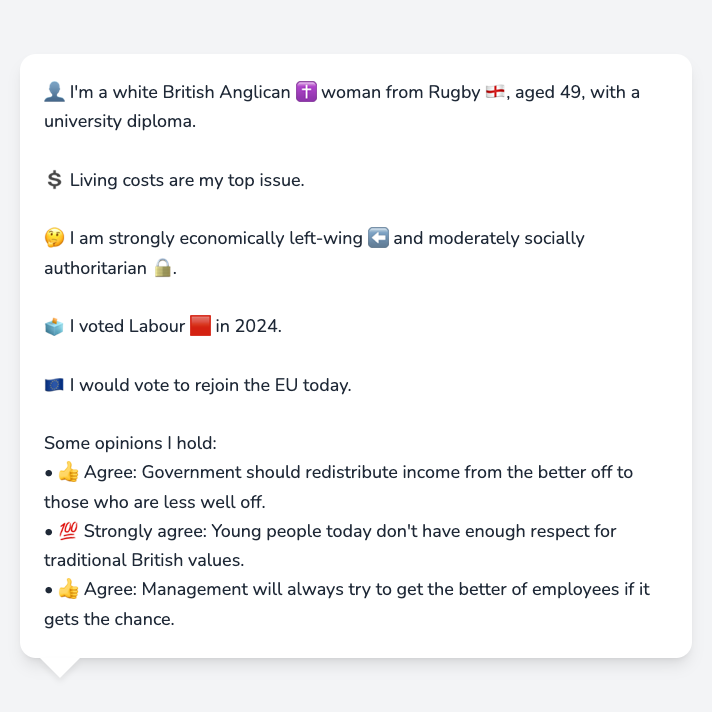 👤 I'm a white British Anglican ✝️ woman from Rugby 🏴󠁧󠁢󠁥󠁮󠁧󠁿, aged 49, with a
university diploma.
💲 Living costs are my top issue.
🤔 I am strongly economically left-wing ⬅️ and moderately socially
authoritarian 🔒.
🗳️ I voted Labour 🟥 in 2024.
🇪🇺 I would vote to rejoin the EU today.
Some opinions I hold:
• 👍 Agree: Government should redistribute income from the better off to
those who are less well off.
• 💯 Strongly agree: Young people today don't have enough respect for
traditional British values.
• 👍 Agree: Management will always try to get the better of employees if it
gets the chance.